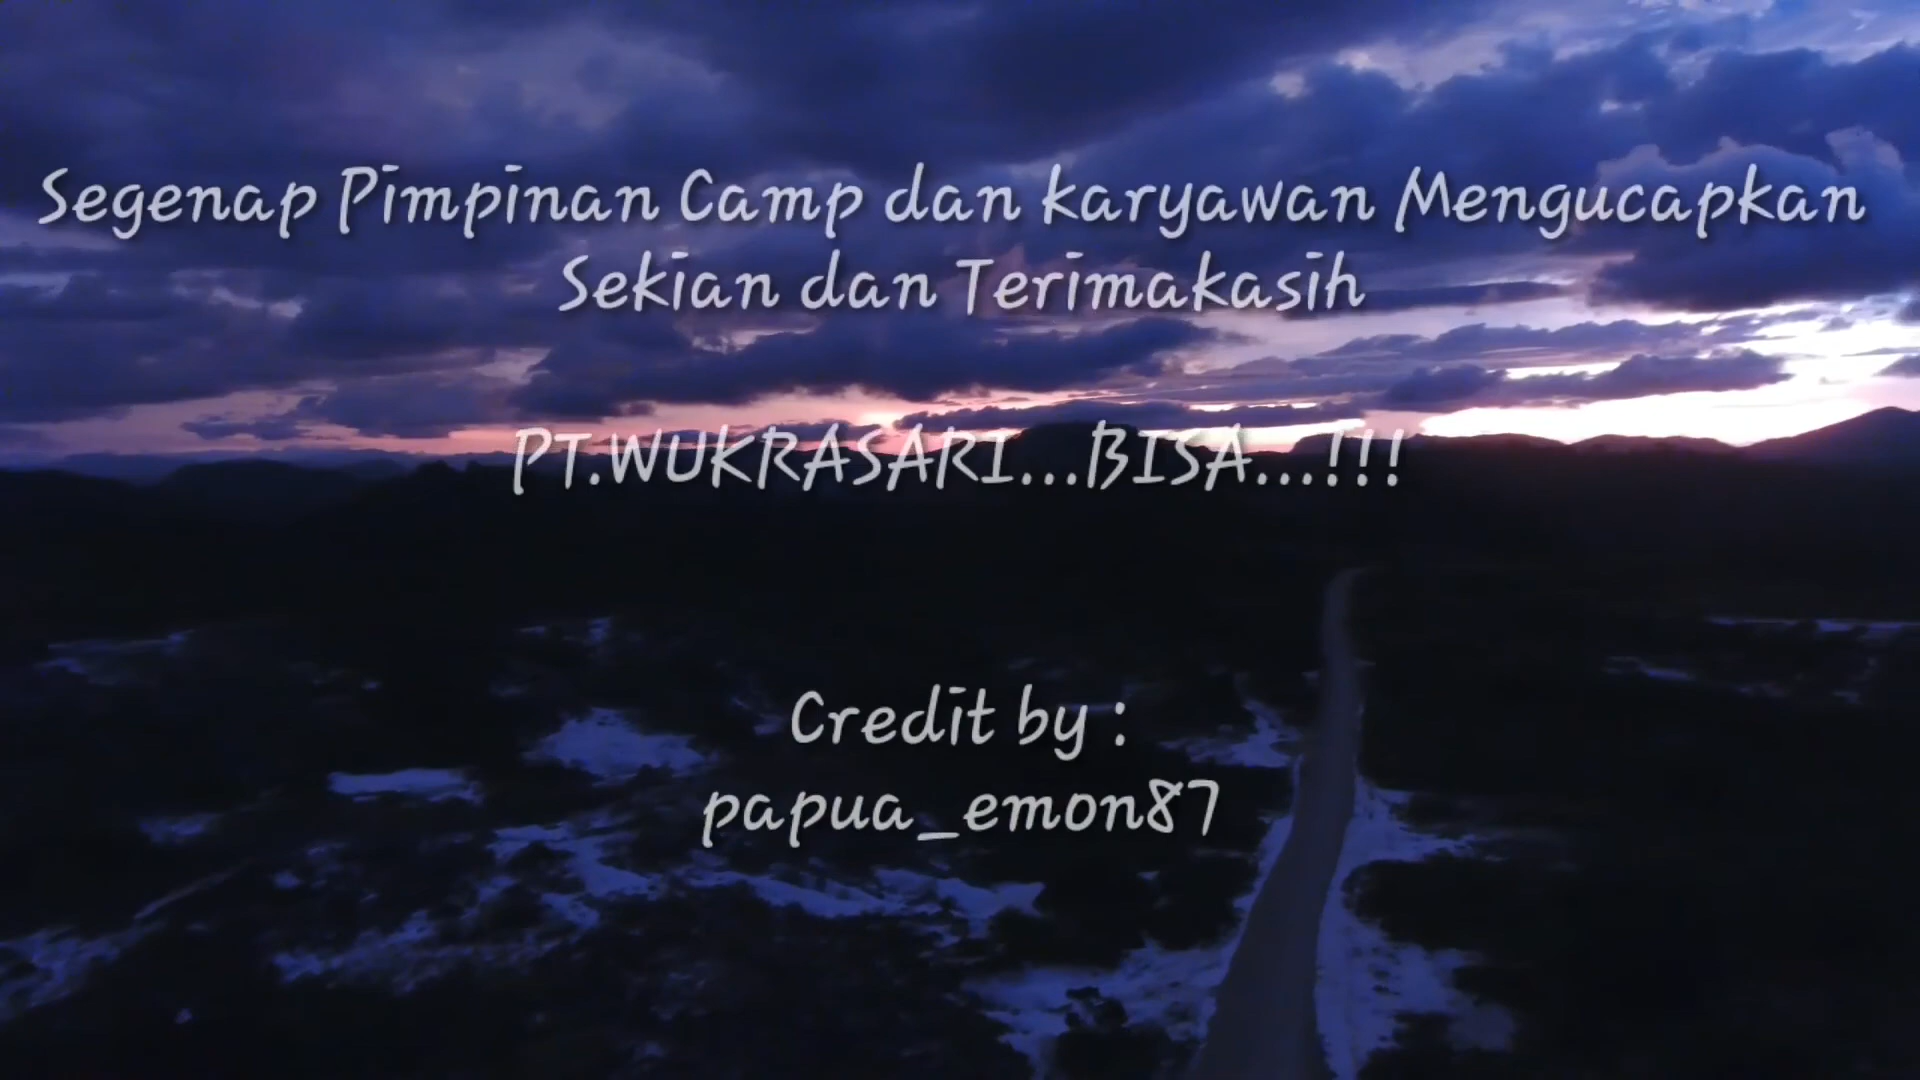 Segenap Pimpinan Camp dan karyawan Mengucapkan
Sekian dan Terimakasih
PT.WUKRASARI...BISA...!!!
Credit by :
papua_emon87